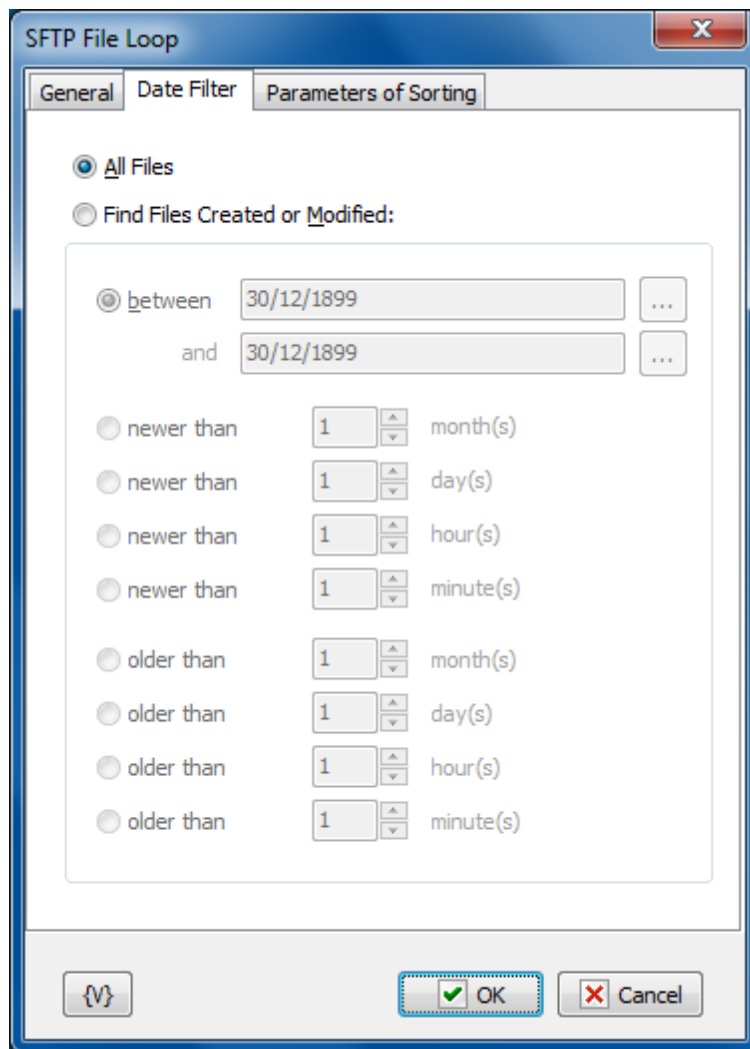 SFTP File Loop
General Date Filter Parameters of Sorting
All Files
Find Files Created or Modified:
between 30/12/1899 ...
and 30/12/1899 ...
newer than 1 month(s)
newer than 1 day(s)
newer than 1 hour(s)
newer than 1 minute(s)
older than 1 month(s)
older than 1 day(s)
older than 1 hour(s)
older than 1 minute(s)
{V} OK Cancel